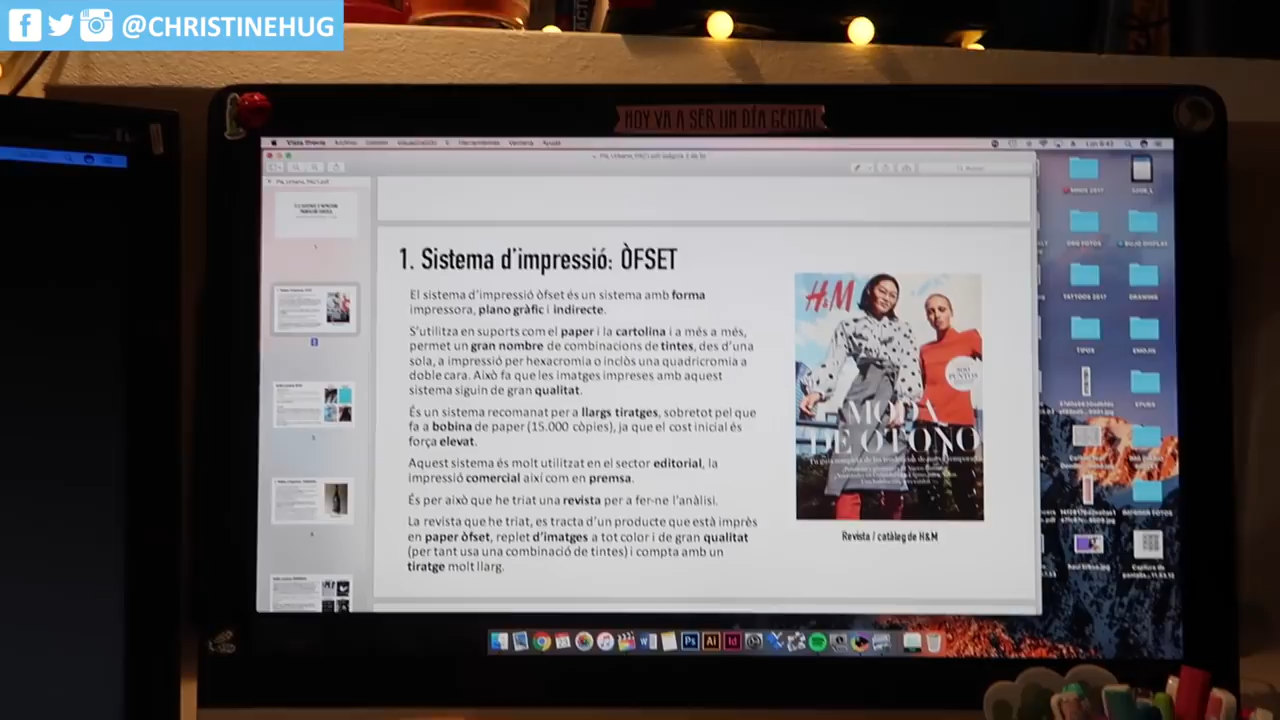 @CHRISTINEHUG
HOY VA A SER UN DÍA GENIAL
1. Sistema d'impressió: ÒFSET
El sistema d'impressió òfset és un sistema amb forma
impressora, plano gràfic i indirecte.
S'utilitza en suports com el paper i la cartolina i a més a més,
permet un gran nombre de combinacions de tintes, des d'una
sola, a impressió per hexacromia o inclòs una quadricromia a
doble cara. Això fa que les imatges impreses amb aquest
sistema siguin de gran qualitat.
És un sistema recomanat per a llargs tiratges, sobretot pel que
fa a bobina de paper (15.000 còpies), ja que el cost inicial és
força elevat.
Aquest sistema és molt utilitzat en el sector editorial, la
impressió comercial així com en premsa.
És per això que he triat una revista per a fer-ne l'anàlisi.
La revista que he triat, es tracta d'un producte que està imprès
en paper òfset, replet d'imatges a tot color i de gran qualitat
(per tant usa una combinació de tintes) i compta amb un
tiratge molt llarg.
H&M
MODA
DE OTOÑO
Revista / catàleg de H&M
TATTOOS 2017
DRAWING
TIPOS
EMOJIS
Ps
Ai
Id